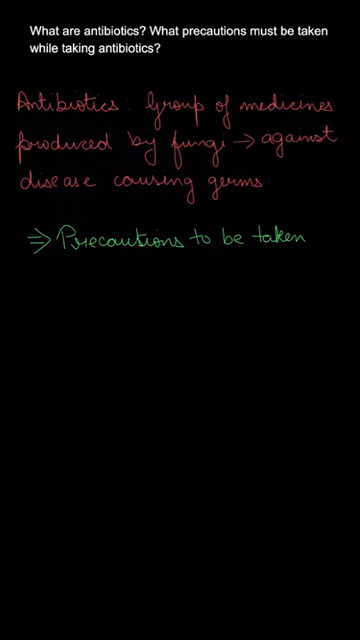 What are antibiotics? What precautions must be taken
while taking antibiotics?
Antibiotics: Group of medicines
produced by fungi → against
disease causing germs.
⇒ Precautions to be taken